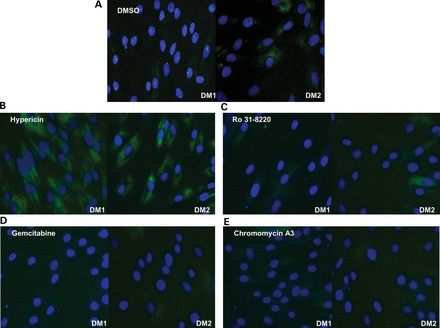 A
DMSO
DM1
DM2
B
Hypericin
DM1
DM2
C
Ro 31-8220
DM1
DM2
D
Gemcitabine
DM1
DM2
E
Chromomycin A3
DM1
DM2